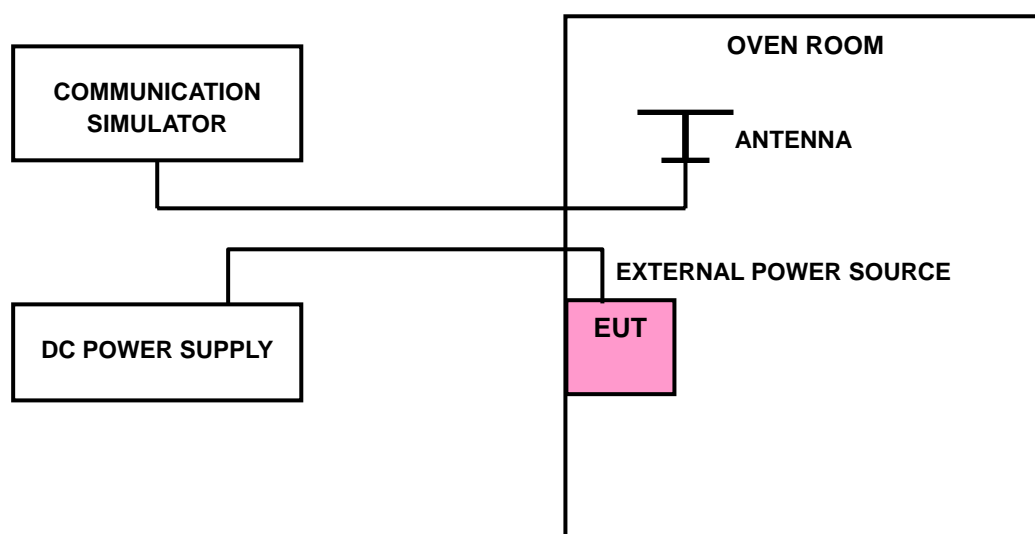 COMMUNICATION
SIMULATOR
OVEN ROOM
ANTENNA
EXTERNAL POWER SOURCE
EUT
DC POWER SUPPLY